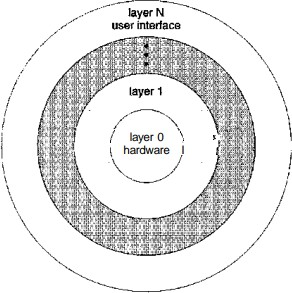 layer N
user interface
layer 1
layer 0
hardware